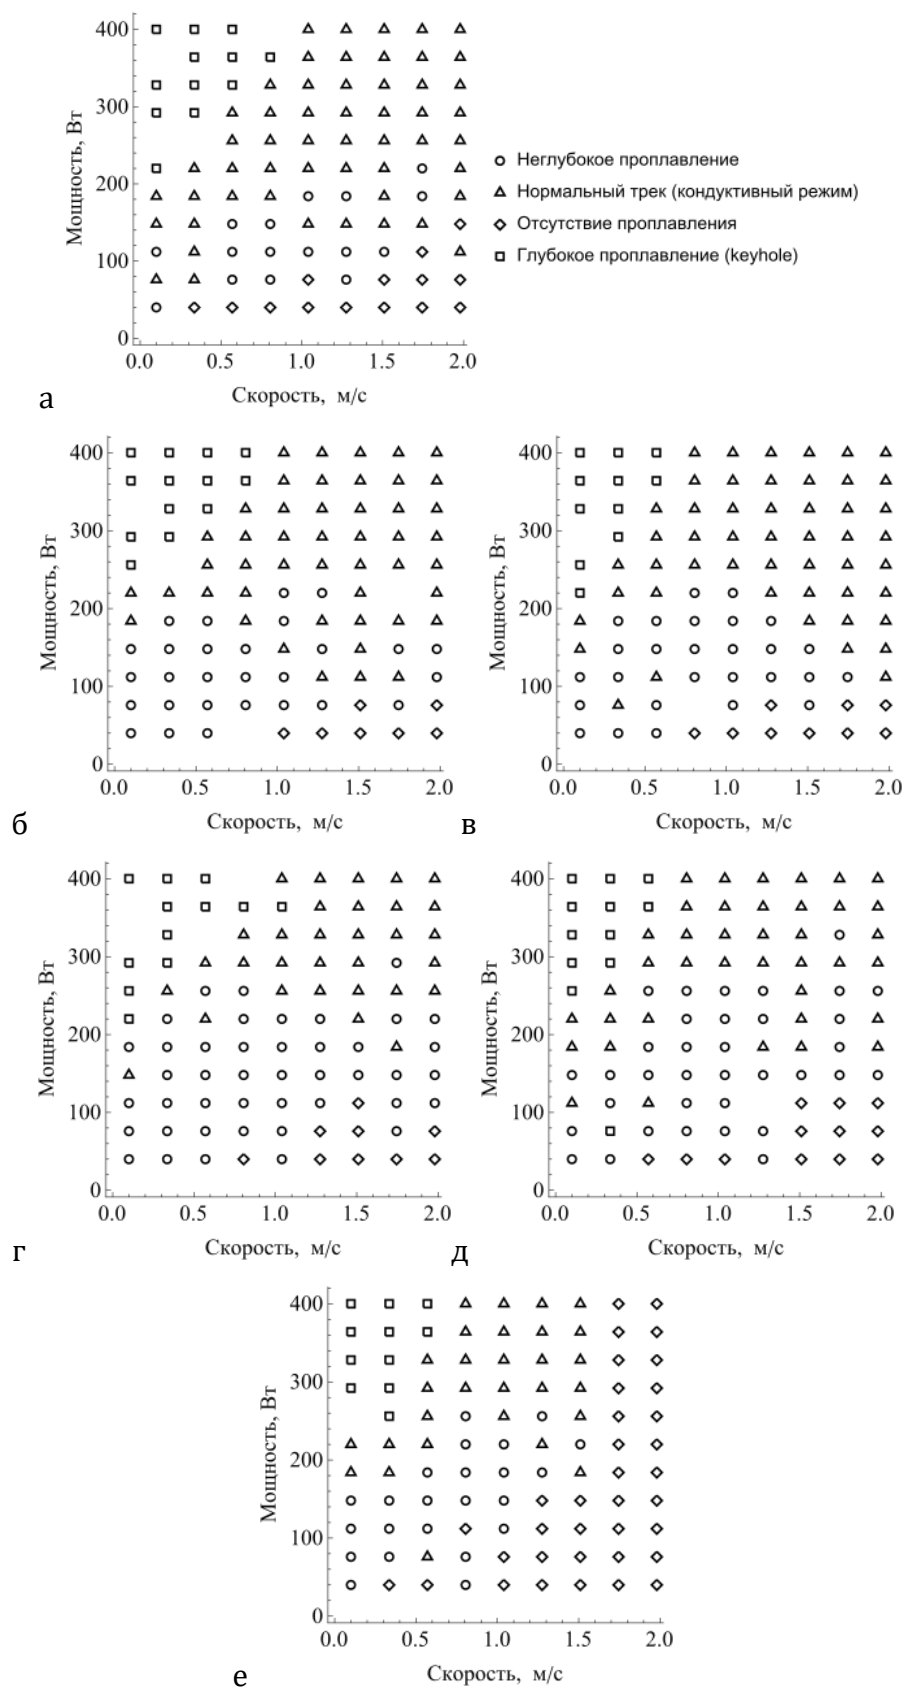 400
300
200
100
0
Мощность, Вт
0.0 0.5 1.0 1.5 2.0
Скорость, м/с
Неглубокое проплавление
Нормальный трек (кондуктивный режим)
Отсутствие проплавления
Глубокое проплавление (keyhole)
а
400
300
200
100
0
Мощность, Вт
0.0 0.5 1.0 1.5 2.0
Скорость, м/с
б
400
300
200
100
0
Мощность, Вт
0.0 0.5 1.0 1.5 2.0
Скорость, м/с
в
400
300
200
100
0
Мощность, Вт
0.0 0.5 1.0 1.5 2.0
Скорость, м/с
г
400
300
200
100
0
Мощность, Вт
0.0 0.5 1.0 1.5 2.0
Скорость, м/с
д
400
300
200
100
0
Мощность, Вт
0.0 0.5 1.0 1.5 2.0
Скорость, м/с
е